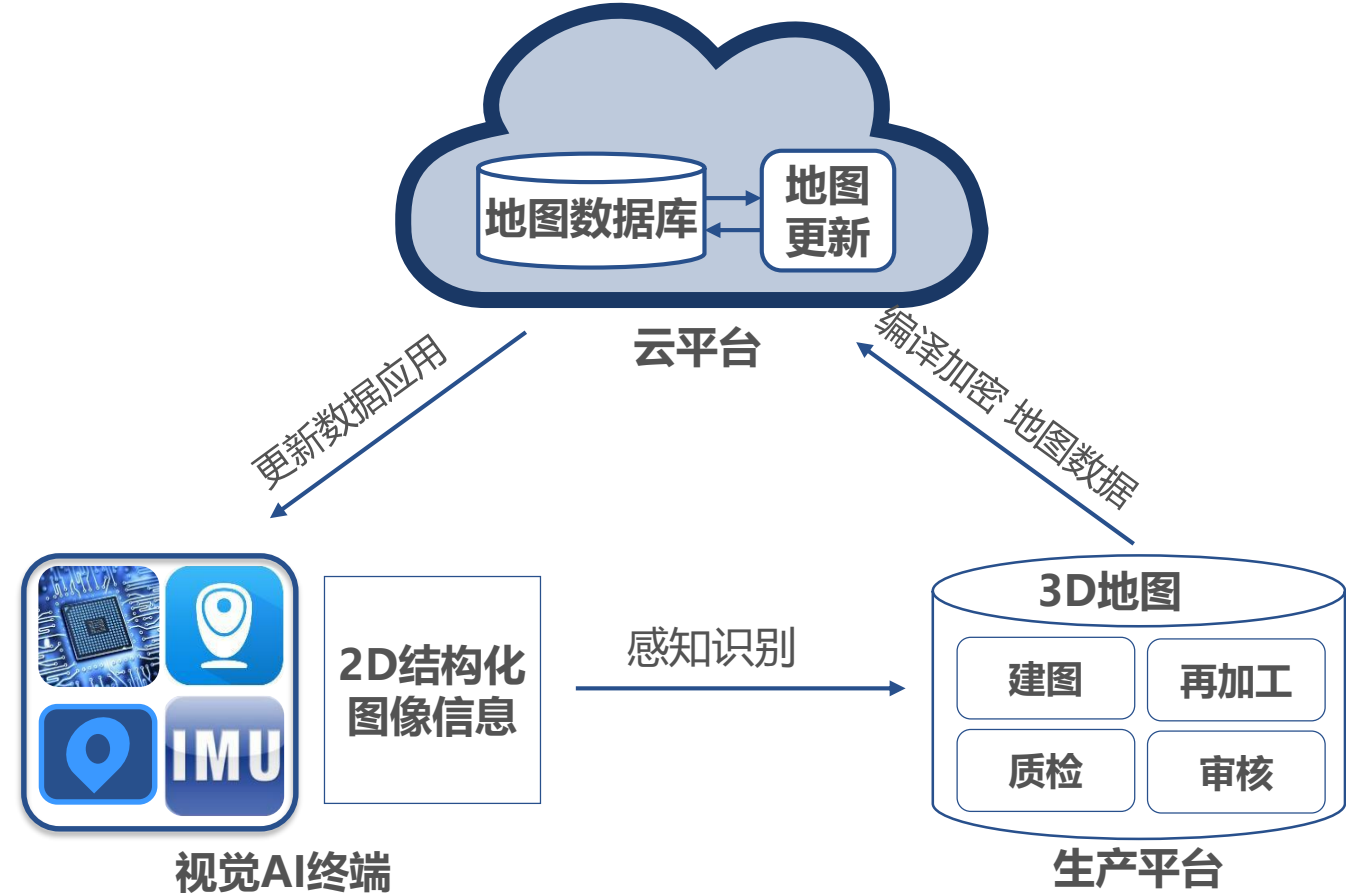 地图数据库
地图
更新
云平台
更新数据应用
编译加密 地图数据
IMU
2D结构化
图像信息
感知识别
3D地图
建图
再加工
质检
审核
视觉AI终端
生产平台